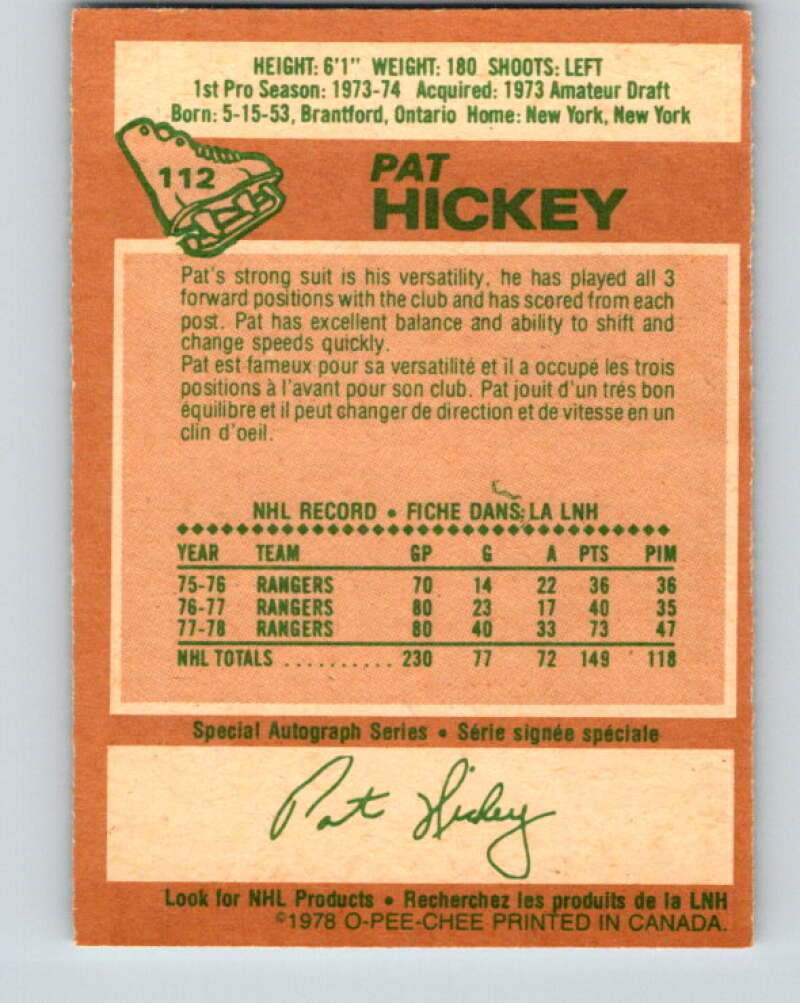 HEIGHT: 6'1" WEIGHT: 180 SHOOTS: LEFT
1st Pro Season: 1973-74 Acquired: 1973 Amateur Draft
Born: 5-15-53, Brantford, Ontario Home: New York, New York
112
PAT
HICKEY
Pat's strong suit is his versatility, he has played all 3
forward positions with the club and has scored from each
post. Pat has excellent balance and ability to shift and
change speeds quickly.
Pat est fameux pour sa versatilité et il a occupé les trois
positions à l'avant pour son club. Pat jouit d'un trés bon
équilibre et il peut changer de direction et de vitesse en un
clin d'oeil.
NHL RECORD • FICHE DANS LA LNH
YEAR TEAM GP G A PTS PIM
75-76 RANGERS 70 14 22 36 36
76-77 RANGERS 80 23 17 40 35
77-78 RANGERS 80 40 33 73 47
NHL TOTALS .......... 230 77 72 149 118
Special Autograph Series • Série signée spéciale
Pat Hickey
Look for NHL Products • Recherchez les produits de la LNH
©1978 O-PEE-CHEE PRINTED IN CANADA.